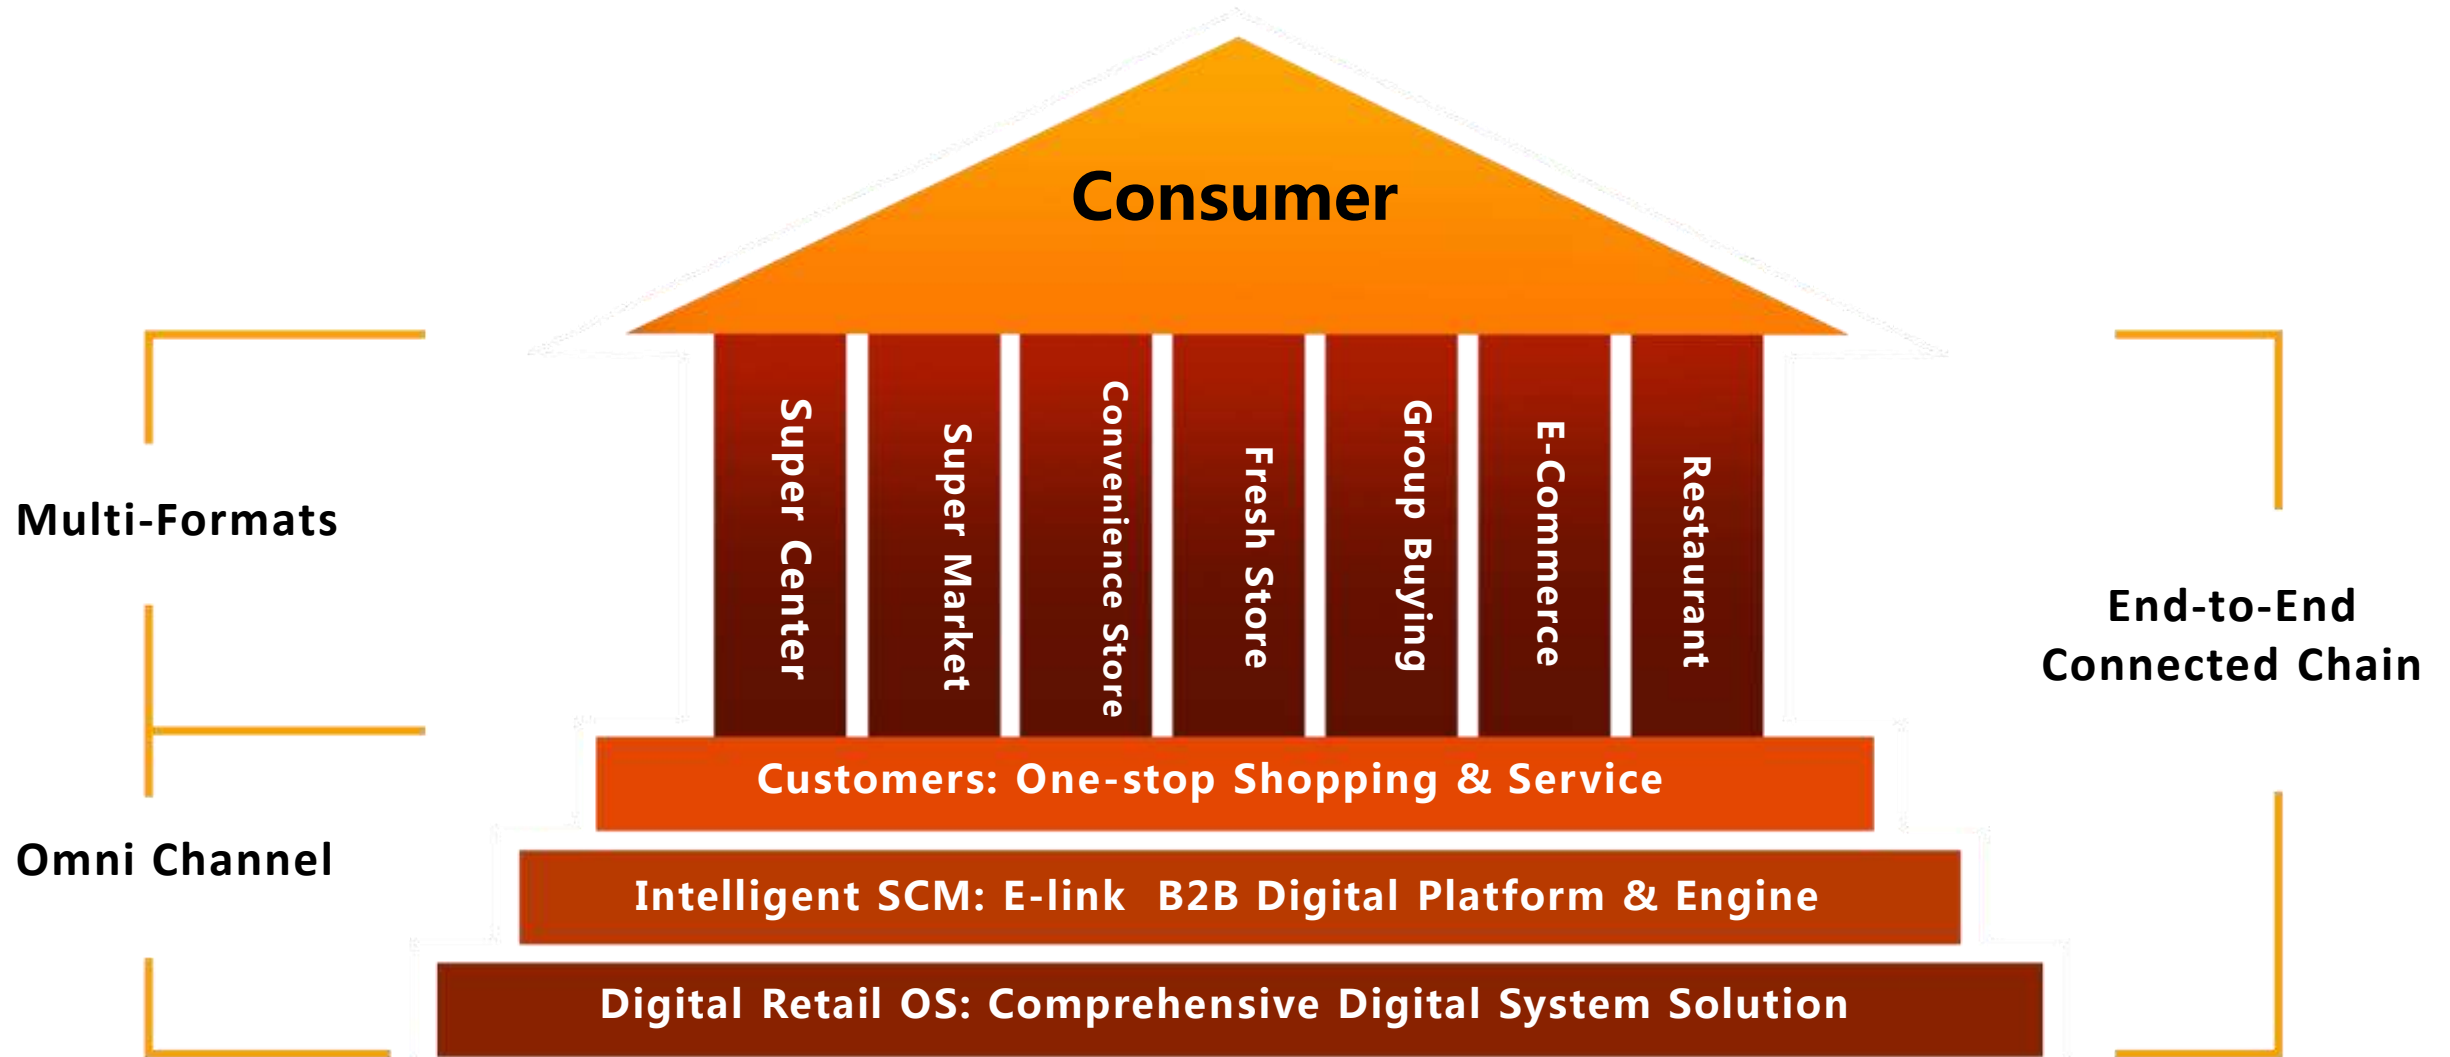 Consumer
Super Center
Super Market
Convenience Store
Fresh Store
Group Buying
E-Commerce
Restaurant
Multi-Formats
End-to-End
Connected Chain
Customers: One-stop Shopping & Service
Omni Channel
Intelligent SCM: E-link B2B Digital Platform & Engine
Digital Retail OS: Comprehensive Digital System Solution